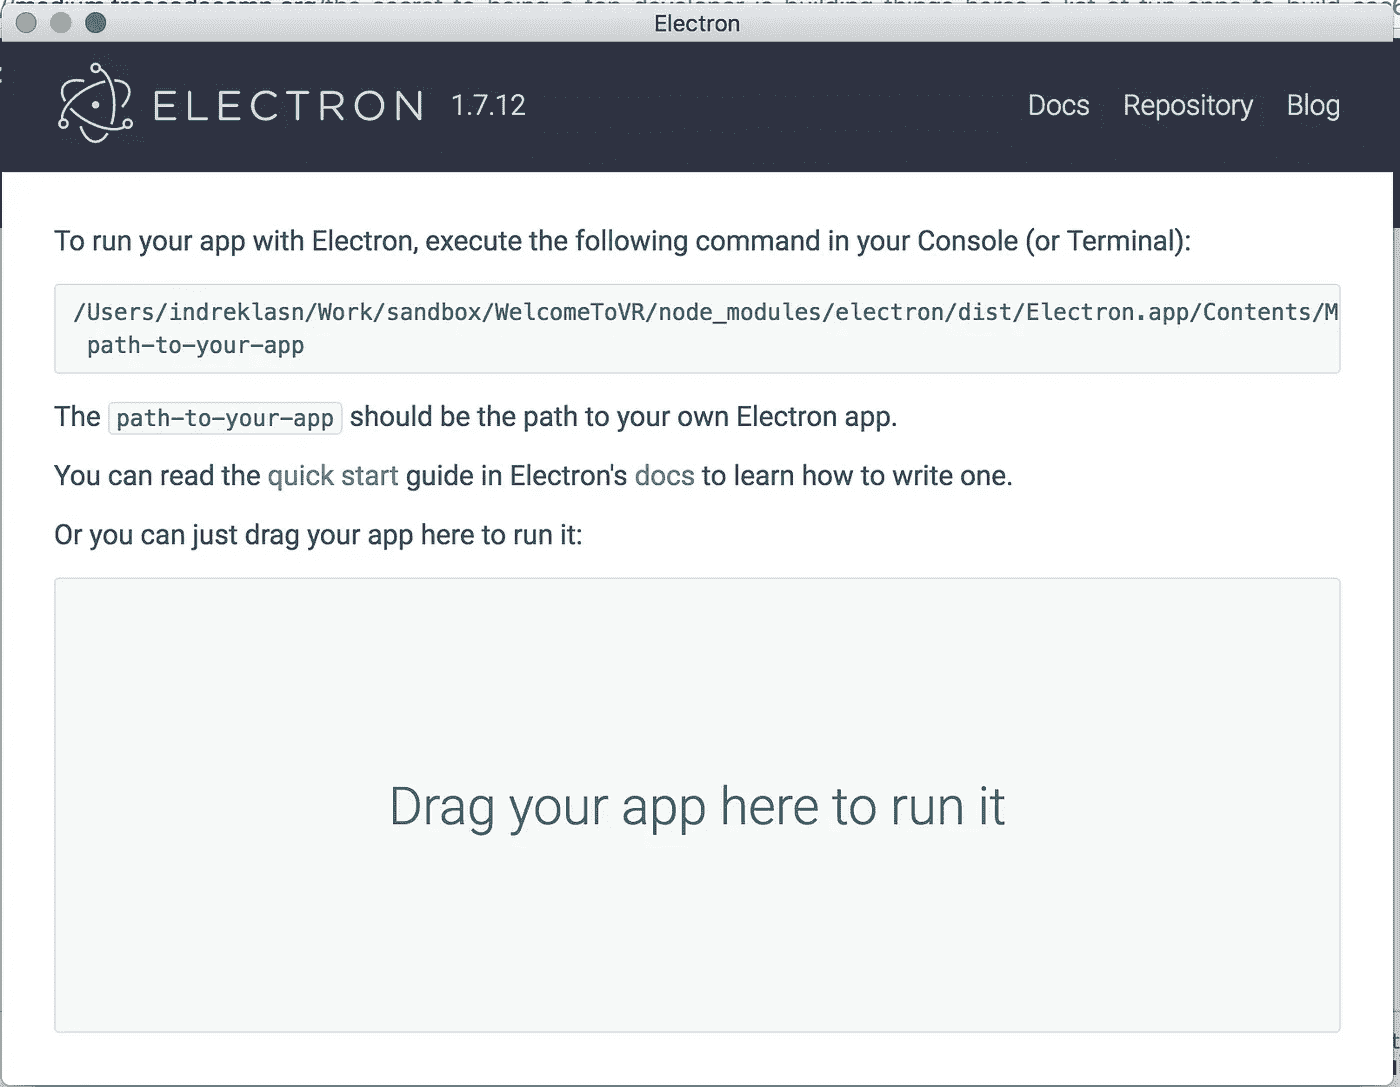 Electron
ELECTRON 1.7.12 Docs Repository Blog
To run your app with Electron, execute the following command in your Console (or Terminal):
/Users/indreklasn/Work/sandbox/WelcomeToVR/node_modules/electron/dist/Electron.app/Contents/M
path-to-your-app
The path-to-your-app should be the path to your own Electron app.
You can read the quick start guide in Electron's docs to learn how to write one.
Or you can just drag your app here to run it:
Drag your app here to run it